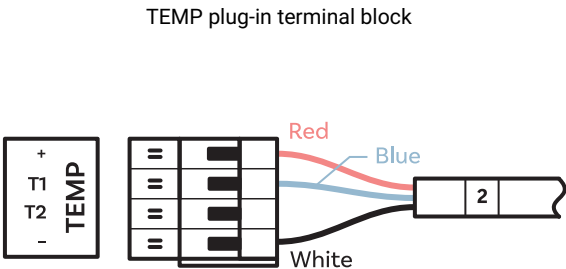 TEMP plug-in terminal block
Red
Blue
+
T1
T2
−
TEMP
2
White